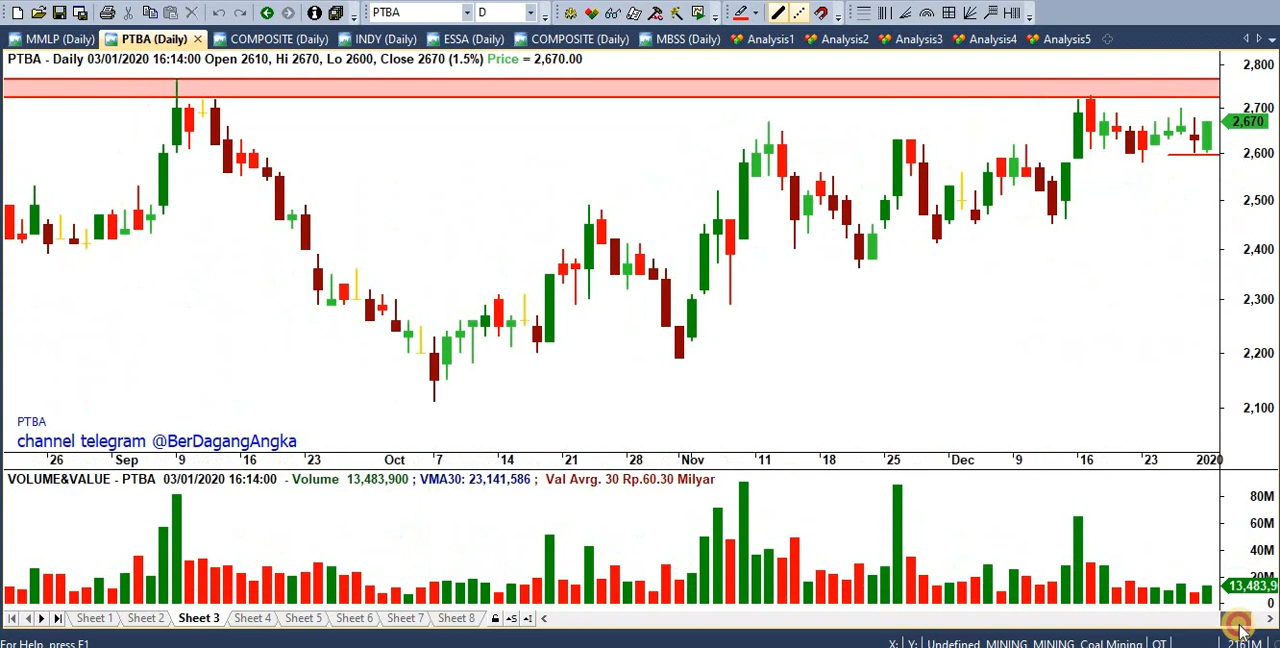 PTBA D
MMLP (Daily) PTBA (Daily) COMPOSITE (Daily) INDY (Daily) ESSA (Daily) COMPOSITE (Daily) MBSS (Daily) Analysis1 Analysis2 Analysis3 Analysis4 Analysis5
PTBA - Daily 03/01/2020 16:14:00 Open 2610, Hi 2670, Lo 2600, Close 2670 (1.5%) Price = 2,670.00
2,800
2,700
2,670
2,600
2,500
2,400
2,300
2,200
2,100
PTBA
channel telegram @BerDagangAngka
26 Sep 9 16 23 Oct 7 14 21 28 Nov 11 18 25 Dec 9 16 23 2020
VOLUME&VALUE - PTBA 03/01/2020 16:14:00 - Volume 13,483,900 ; VMA30: 23,141,586 ; Val Avrg. 30 Rp.60.30 Milyar
80M
60M
40M
20M
13,483,9
0
Sheet 1 Sheet 2 Sheet 3 Sheet 4 Sheet 5 Sheet 6 Sheet 7 Sheet 8
For Help, press F1 X: Y: Undefined MINING MINING Coal Mining OT 2161M